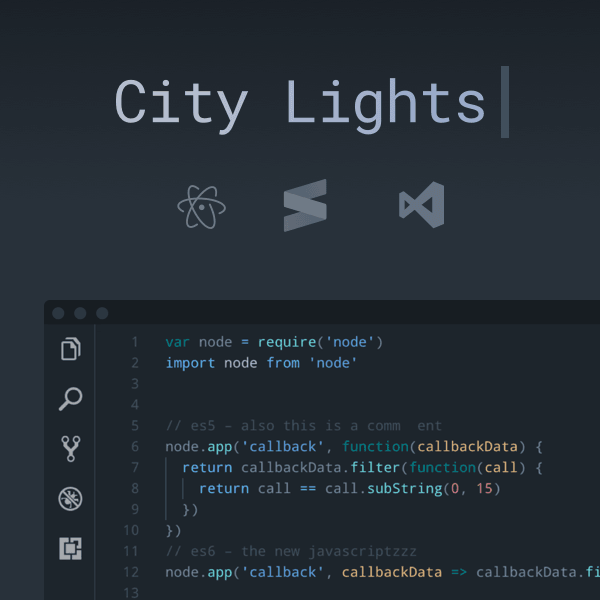 City Lights
1 var node = require('node')
2 import node from 'node'
3
4
5 // es5 – also this is a comm  ent
6 node.app('callback', function(callbackData) {
7 return callbackData.filter(function(call) {
8 return call == call.subString(0, 15)
9 })
10 })
11 // es6 – the new javascriptzzz
12 node.app('callback', callbackData => callbackData.fi
13